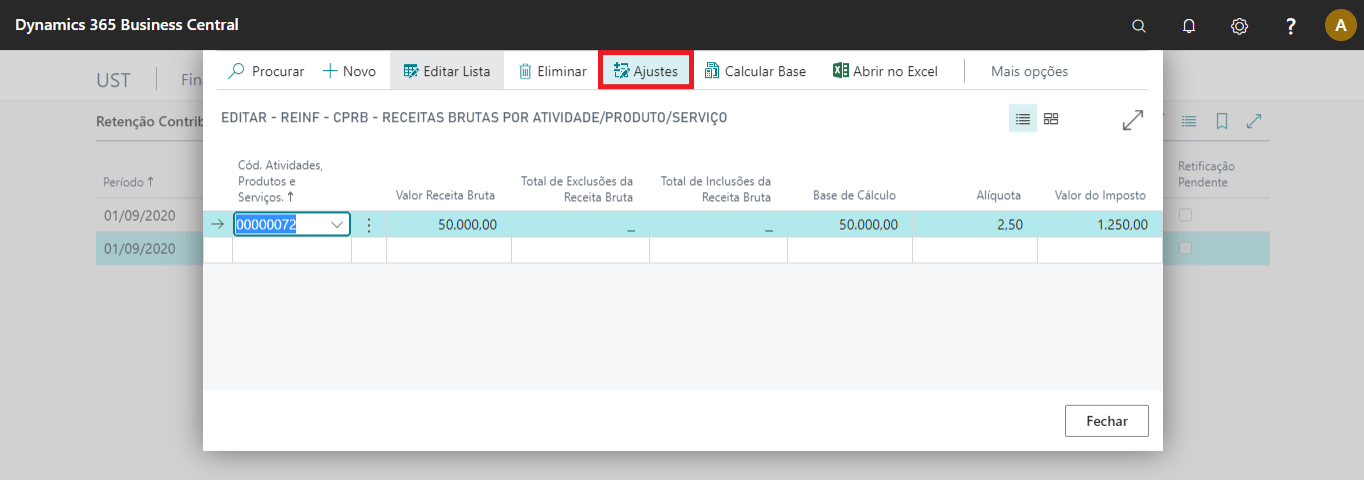 Dynamics 365 Business Central
?
A
UST
Fin
Procurar
Novo
Editar Lista
Eliminar
Ajustes
Calcular Base
Abrir no Excel
Mais opções
Retenção Contrib
EDITAR - REINF - CPRB - RECEITAS BRUTAS POR ATIVIDADE/PRODUTO/SERVIÇO
Período ↑
Cód. Atividades,
Produtos e
Serviços. ↑
Valor Receita Bruta
Total de Exclusões da
Receita Bruta
Total de Inclusões da
Receita Bruta
Base de Cálculo
Alíquota
Valor do Imposto
Retificação
Pendente
01/09/2020
00000072
50.000,00
_
_
50.000,00
2,50
1.250,00
01/09/2020
Fechar